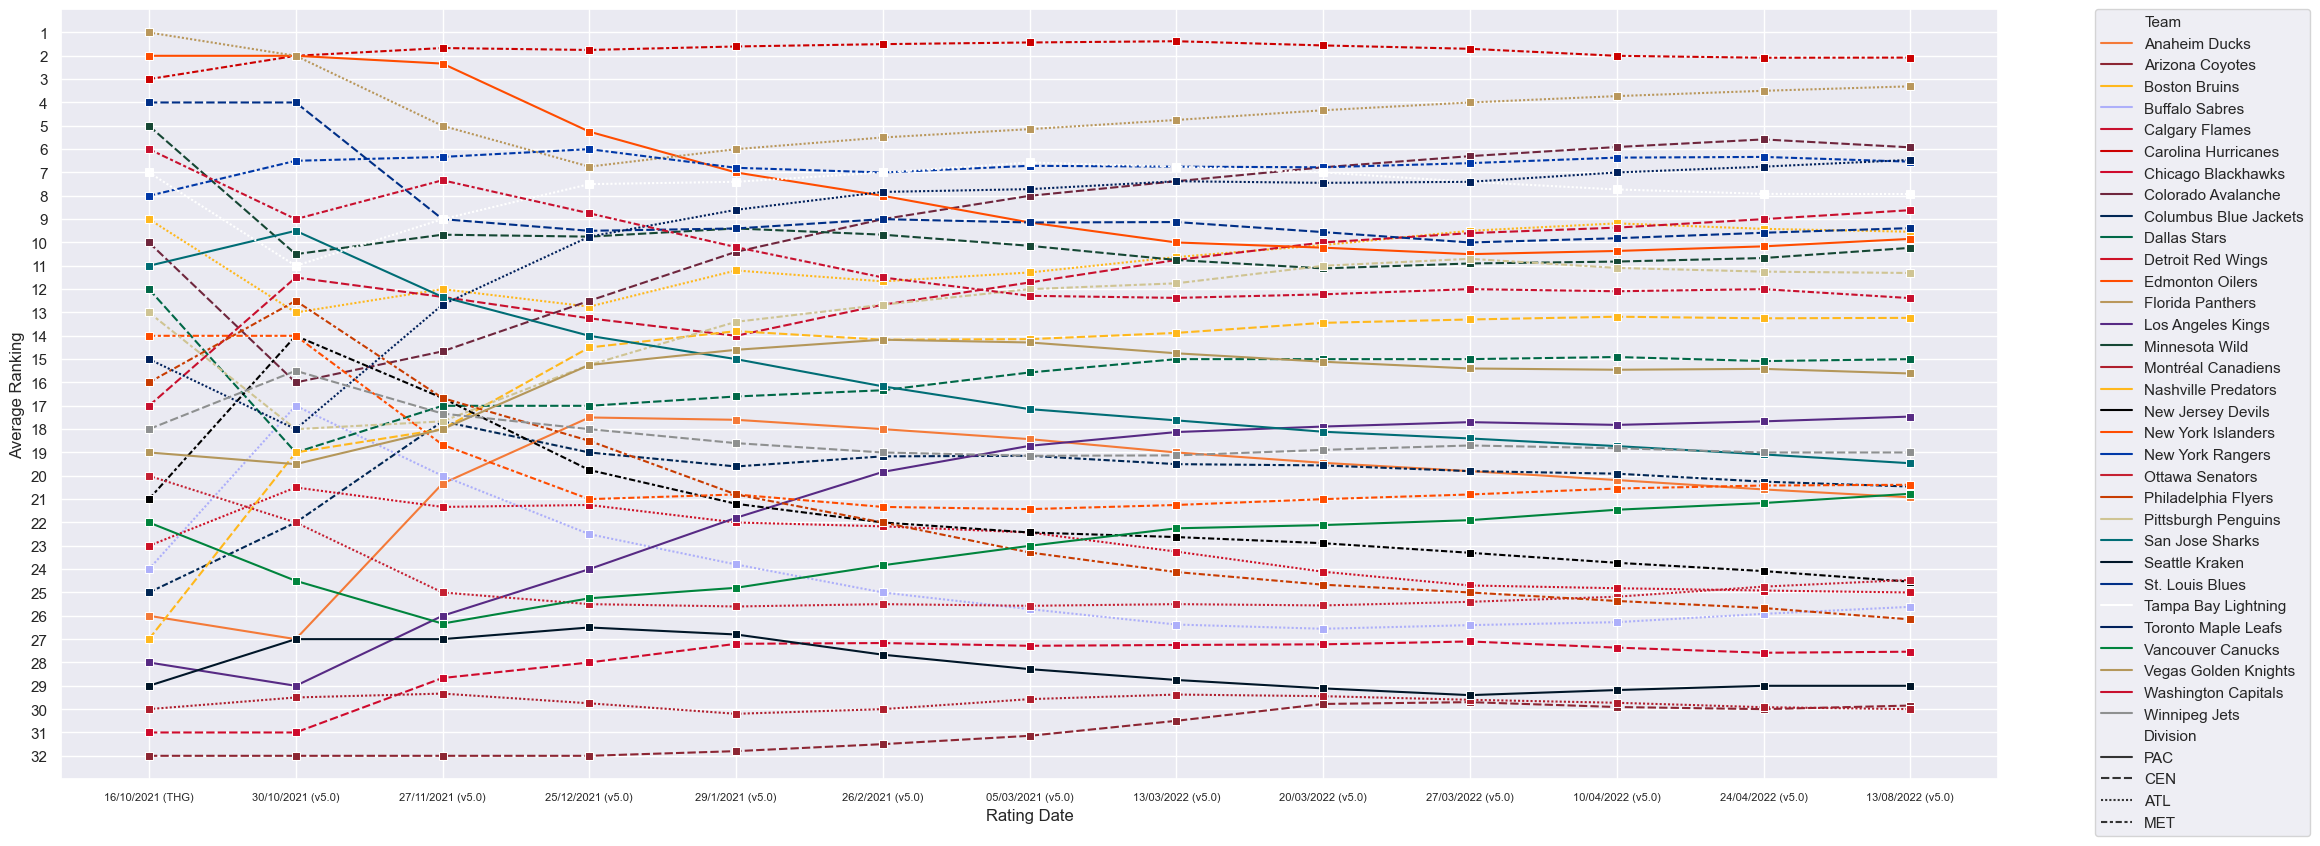 Average Ranking
1
2
3
4
5
6
7
8
9
10
11
12
13
14
15
16
17
18
19
20
21
22
23
24
25
26
27
28
29
30
31
32
16/10/2021 (THG)
30/10/2021 (v5.0)
27/11/2021 (v5.0)
25/12/2021 (v5.0)
29/1/2021 (v5.0)
26/2/2021 (v5.0)
05/03/2021 (v5.0)
13/03/2022 (v5.0)
20/03/2022 (v5.0)
27/03/2022 (v5.0)
10/04/2022 (v5.0)
24/04/2022 (v5.0)
13/08/2022 (v5.0)
Rating Date
Team
Anaheim Ducks
Arizona Coyotes
Boston Bruins
Buffalo Sabres
Calgary Flames
Carolina Hurricanes
Chicago Blackhawks
Colorado Avalanche
Columbus Blue Jackets
Dallas Stars
Detroit Red Wings
Edmonton Oilers
Florida Panthers
Los Angeles Kings
Minnesota Wild
Montréal Canadiens
Nashville Predators
New Jersey Devils
New York Islanders
New York Rangers
Ottawa Senators
Philadelphia Flyers
Pittsburgh Penguins
San Jose Sharks
Seattle Kraken
St. Louis Blues
Tampa Bay Lightning
Toronto Maple Leafs
Vancouver Canucks
Vegas Golden Knights
Washington Capitals
Winnipeg Jets
Division
PAC
CEN
ATL
MET